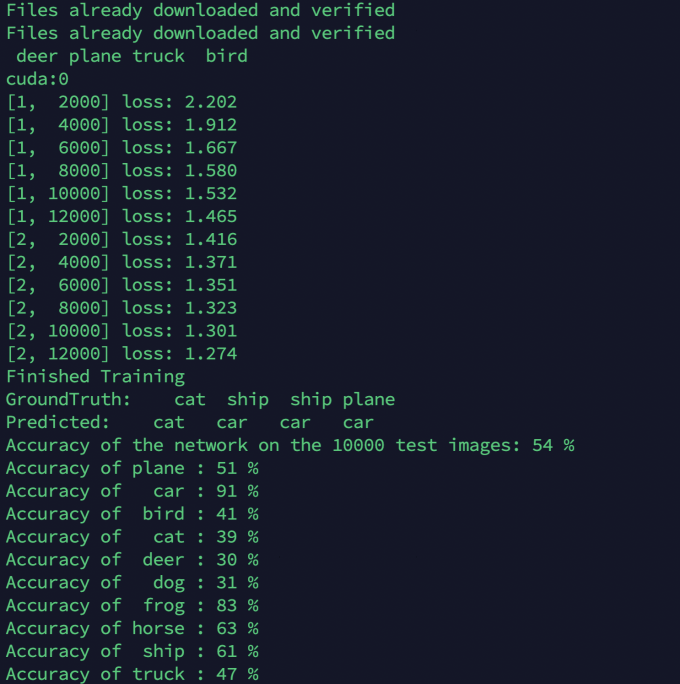 Files already downloaded and verified
Files already downloaded and verified
 deer plane truck  bird
cuda:0
[1,  2000] loss: 2.202
[1,  4000] loss: 1.912
[1,  6000] loss: 1.667
[1,  8000] loss: 1.580
[1, 10000] loss: 1.532
[1, 12000] loss: 1.465
[2,  2000] loss: 1.416
[2,  4000] loss: 1.371
[2,  6000] loss: 1.351
[2,  8000] loss: 1.323
[2, 10000] loss: 1.301
[2, 12000] loss: 1.274
Finished Training
GroundTruth:    cat  ship  ship plane
Predicted:    cat   car   car   car
Accuracy of the network on the 10000 test images: 54 %
Accuracy of plane : 51 %
Accuracy of   car : 91 %
Accuracy of  bird : 41 %
Accuracy of   cat : 39 %
Accuracy of  deer : 30 %
Accuracy of   dog : 31 %
Accuracy of  frog : 83 %
Accuracy of horse : 63 %
Accuracy of  ship : 61 %
Accuracy of truck : 47 %